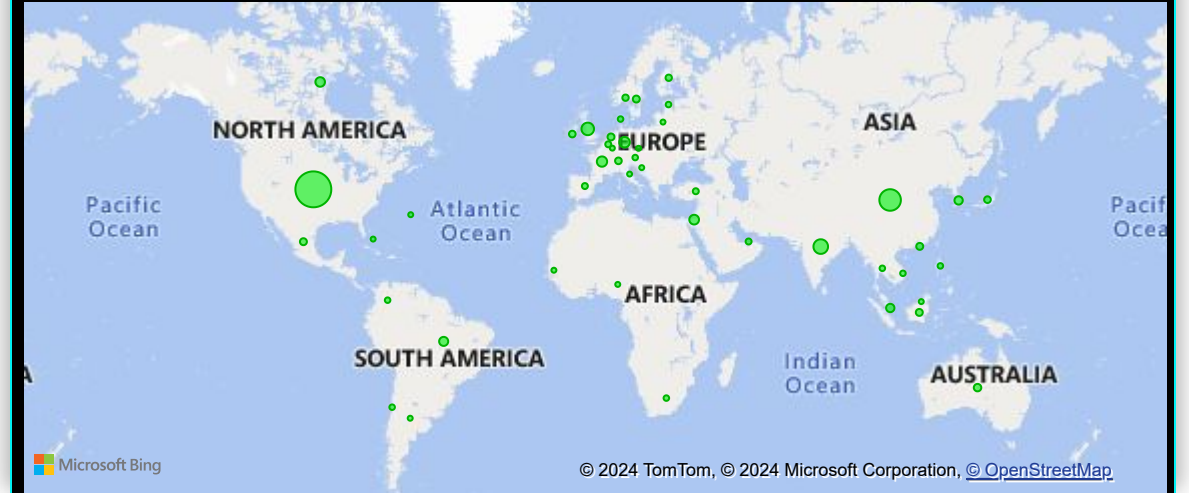 NORTH AMERICA
ASIA
EUROPE
Pacific
Ocean
Atlantic
Ocean
Pacif
Ocea
AFRICA
SOUTH AMERICA
Indian
Ocean
A
AUSTRALIA
Microsoft Bing
© 2024 TomTom, © 2024 Microsoft Corporation, © OpenStreetMap